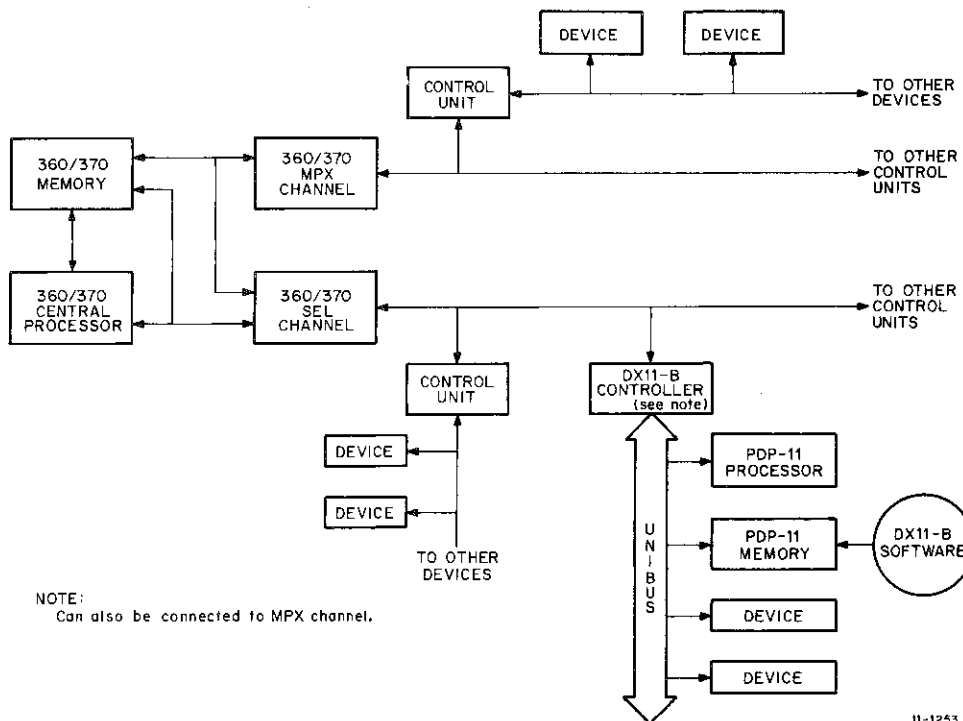 DEVICE
DEVICE
CONTROL
UNIT
TO OTHER
DEVICES
360/370
MEMORY
360/370
MPX
CHANNEL
TO OTHER
CONTROL
UNITS
360/370
CENTRAL
PROCESSOR
360/370
SEL
CHANNEL
TO OTHER
CONTROL
UNITS
CONTROL
UNIT
DX11-B
CONTROLLER
(see note)
DEVICE
DEVICE
TO OTHER
DEVICES
UNIBUS
PDP-11
PROCESSOR
PDP-11
MEMORY
DX11-B
SOFTWARE
DEVICE
DEVICE
NOTE:
Can also be connected to MPX channel.
11-1253